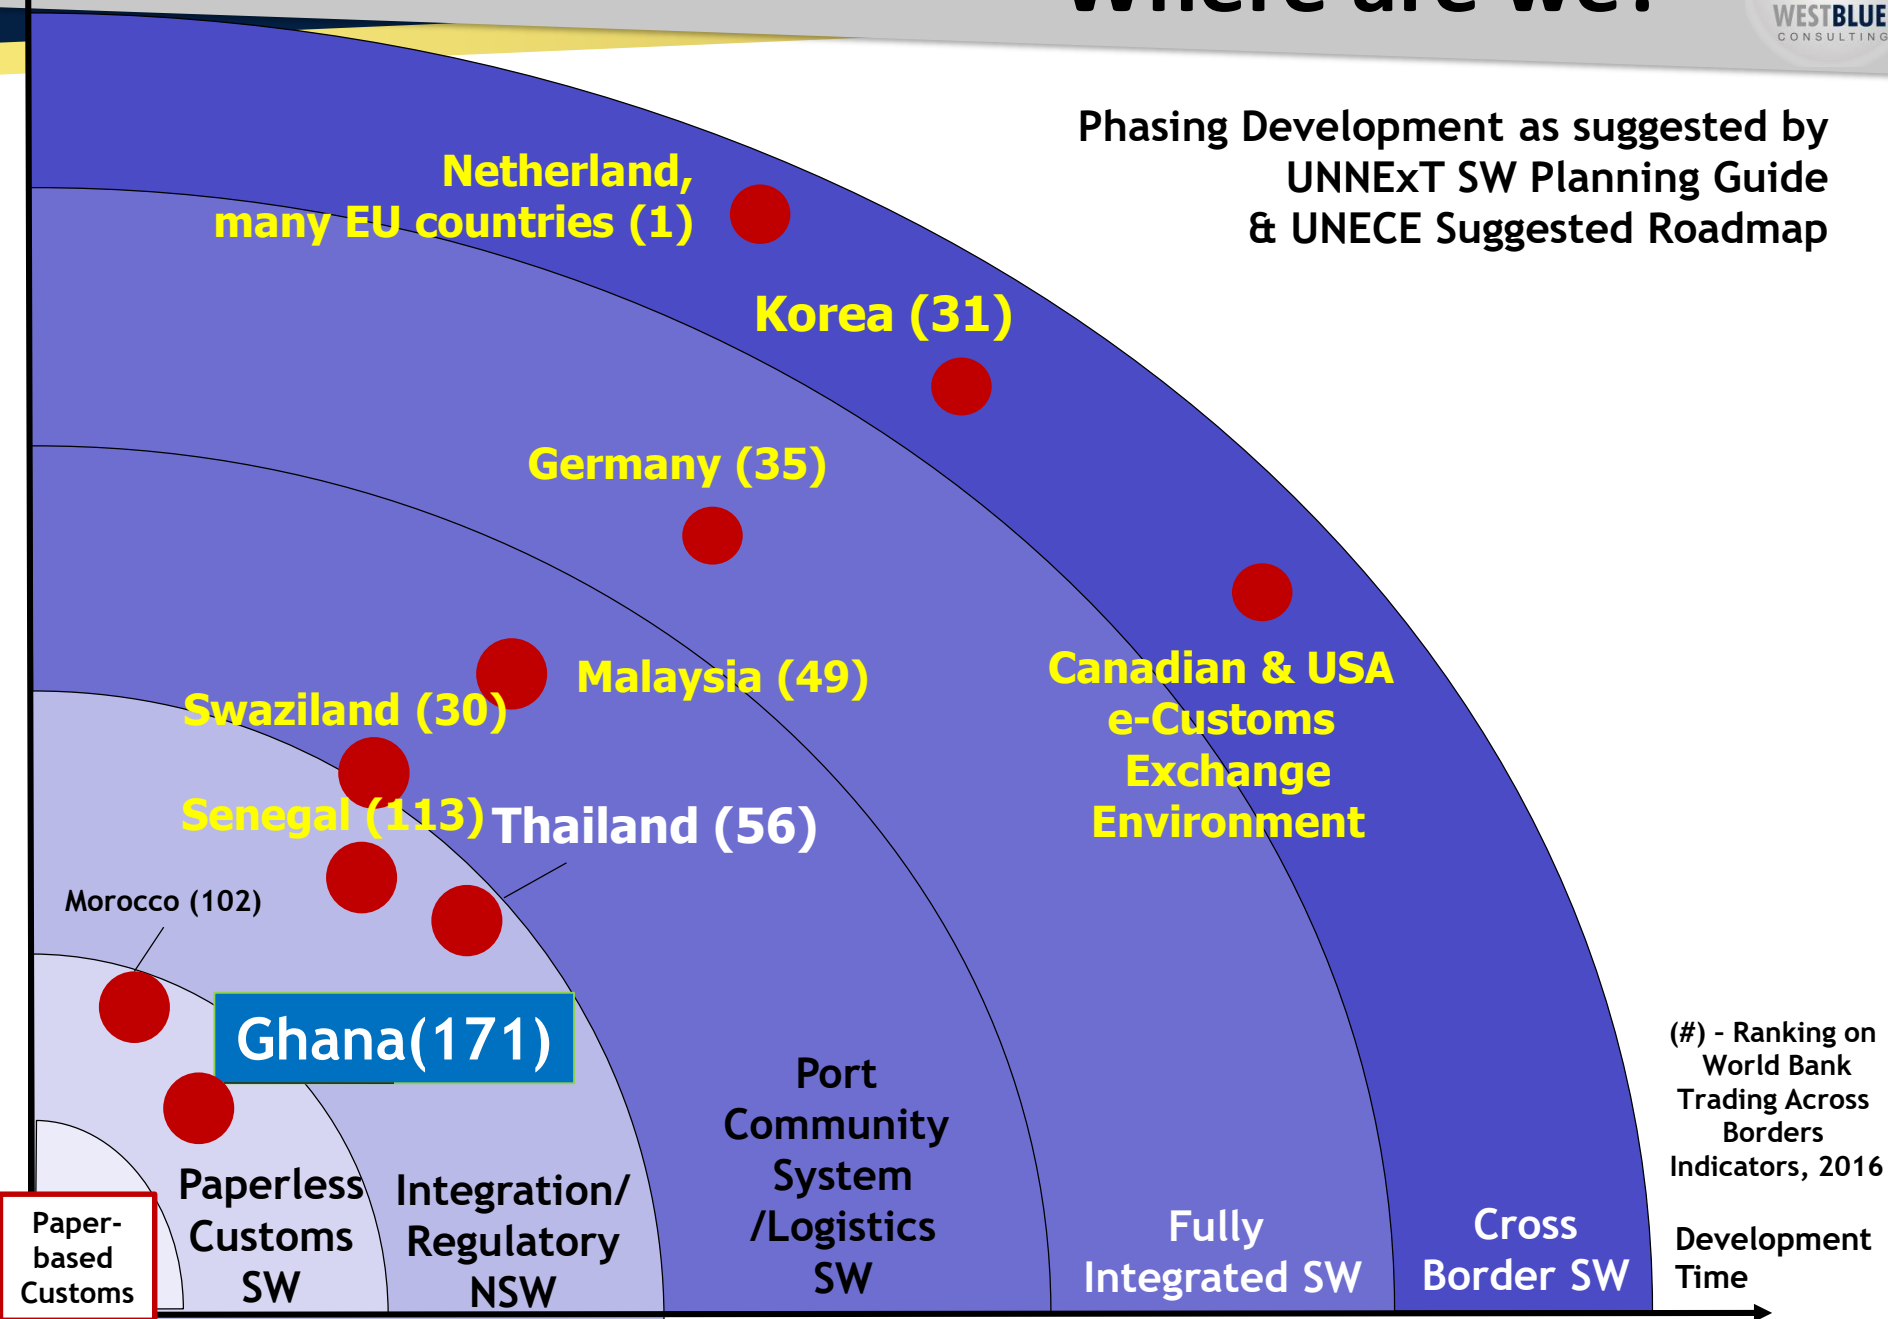 Where are we?
WESTBLUE
CONSULTING
Phasing Development as suggested by
UNNExT SW Planning Guide
& UNECE Suggested Roadmap
Netherland,
many EU countries (1)
Korea (31)
Germany (35)
Malaysia (49)
Swaziland (30)
Canadian & USA
e-Customs
Exchange
Environment
Senegal (113)
Thailand (56)
Morocco (102)
Ghana(171)
Paper-
based
Customs
Paperless
Customs
SW
Integration/
Regulatory
NSW
Port
Community
System
/Logistics
SW
Fully
Integrated SW
Cross
Border SW
(#) – Ranking on
World Bank
Trading Across
Borders
Indicators, 2016
Development
Time